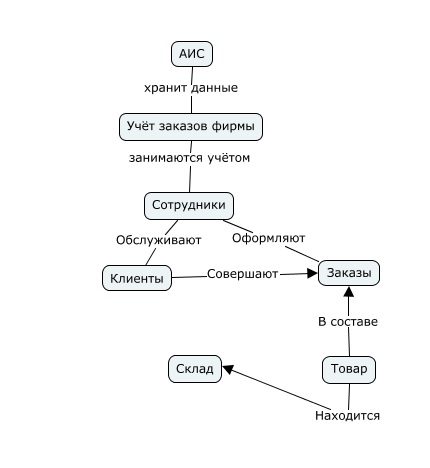 АИС
хранит данные
Учёт заказов фирмы
занимаются учётом
Сотрудники
Обслуживают
Оформляют
Клиенты
Совершают
Заказы
В составе
Склад
Товар
Находится